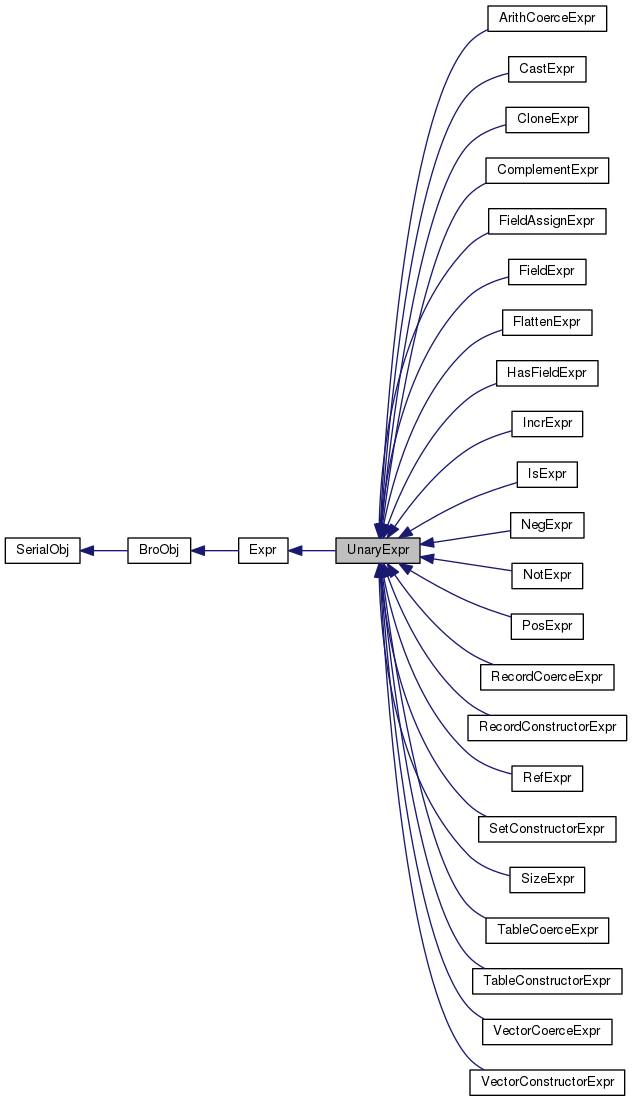 ArithCoerceExpr
CastExpr
CloneExpr
ComplementExpr
FieldAssignExpr
FieldExpr
FlattenExpr
HasFieldExpr
IncrExpr
IsExpr
NegExpr
SerialObj
BroObj
Expr
UnaryExpr
NotExpr
PosExpr
RecordCoerceExpr
RecordConstructorExpr
RefExpr
SetConstructorExpr
SizeExpr
TableCoerceExpr
TableConstructorExpr
VectorCoerceExpr
VectorConstructorExpr